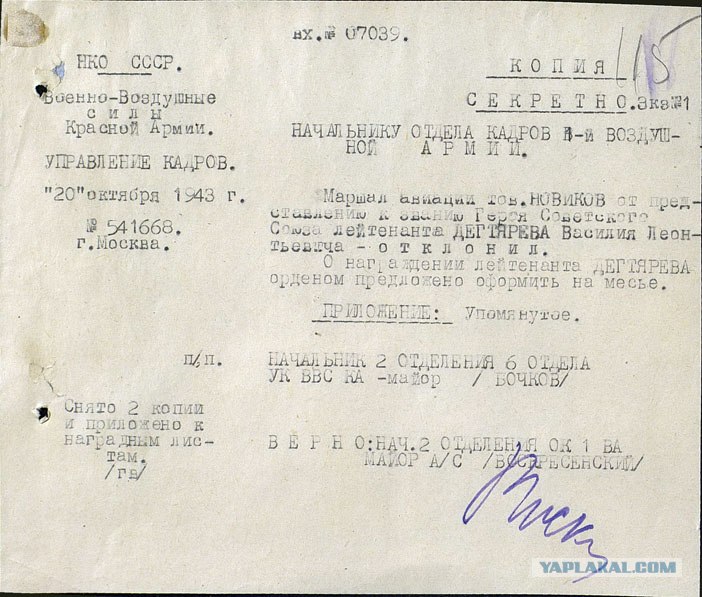 вх.№ 07039.
НКО СССР.
Военно-Воздушные
силы
Красной Армии.
УПРАВЛЕНИЕ КАДРОВ.
"20"октября 1943 г.
№ 541668.
г.Москва.
115
КОПИЯ
СЕКРЕТНО.Экз№1
НАЧАЛЬНИКУ ОТДЕЛА КАДРОВ 1-й ВОЗДУШ-
НОЙ АРМИИ.
Маршал авиации тов.НОВИКОВ от пред-
ставлению к званию Героя Советского
Союза лейтенанта ДЕГТЯРЕВА Василия Леон-
тьевича - отклонил.
О награждении лейтенанта ДЕГТЯРЕВА
орденом предложено оформить на месье.
ПРИЛОЖЕНИЕ: Упомянутое.
п/п. НАЧАЛЬНИК 2 ОТДЕЛЕНИЯ 6 ОТДЕЛА
УК ВВС КА -майор / БОЧКОВ/
Снято 2 копии
и приложено к
наградным лис-
там.
/гв/
ВЕРНО:НАЧ.2 ОТДЕЛЕНИЯ ОК 1 ВА
МАЙОР А/С /ВОСКРЕСЕНСКИЙ/
YAPLAKAL.COM